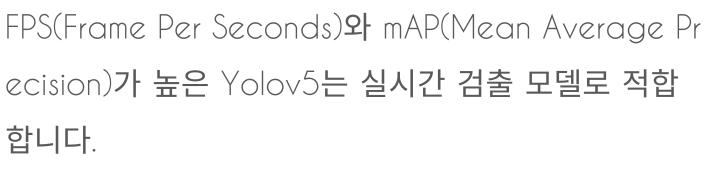 FPS(Frame Per Seconds)와 mAP(Mean Average Pr
ecision)가 높은 Yolov5는 실시간 검출 모델로 적합
합니다.